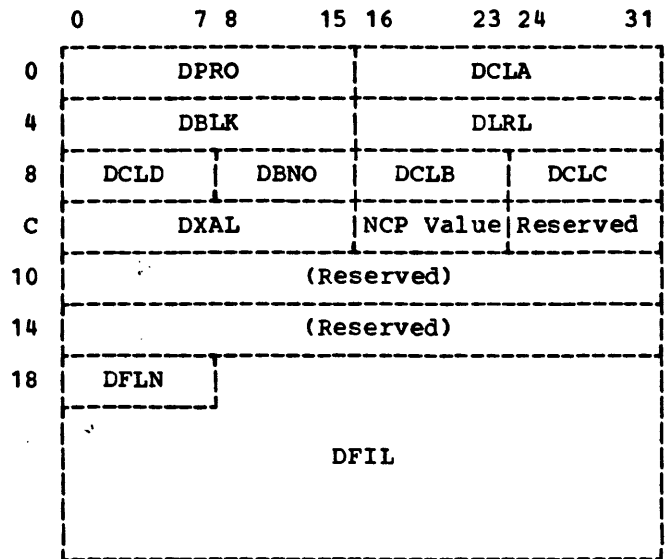 0 7 8 15 16 23 24 31
0 DPRO DCLA
4 DBLK DLRL
8 DCLD DBNO DCLB DCLC
C DXAL NCP Value Reserved
10 (Reserved)
14 (Reserved)
18 DFLN
DFIL